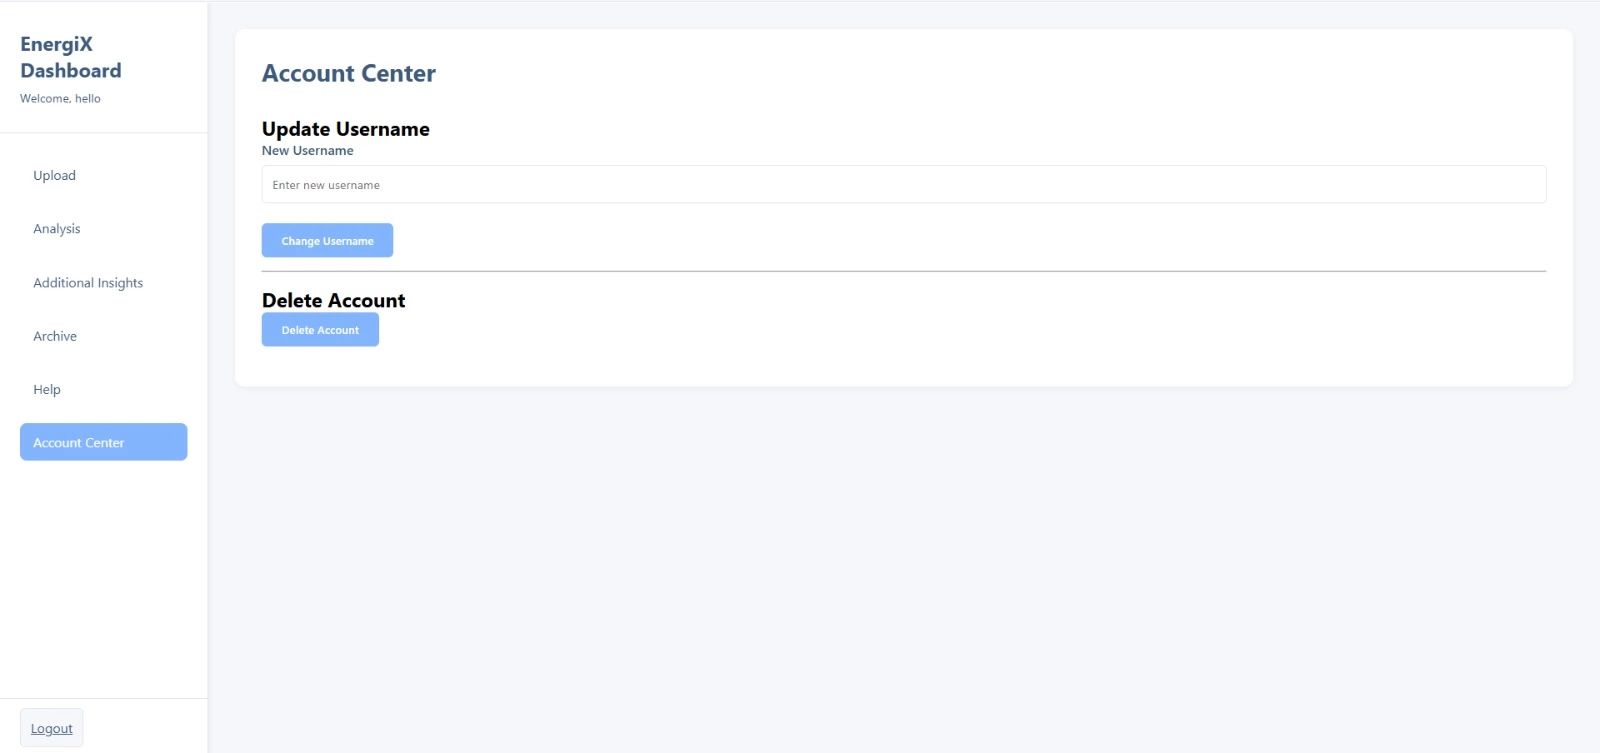 EnergiX
Dashboard
Welcome, hello
Upload
Analysis
Additional Insights
Archive
Help
Account Center
Logout
Account Center
Update Username
New Username
Enter new username
Change Username
Delete Account
Delete Account